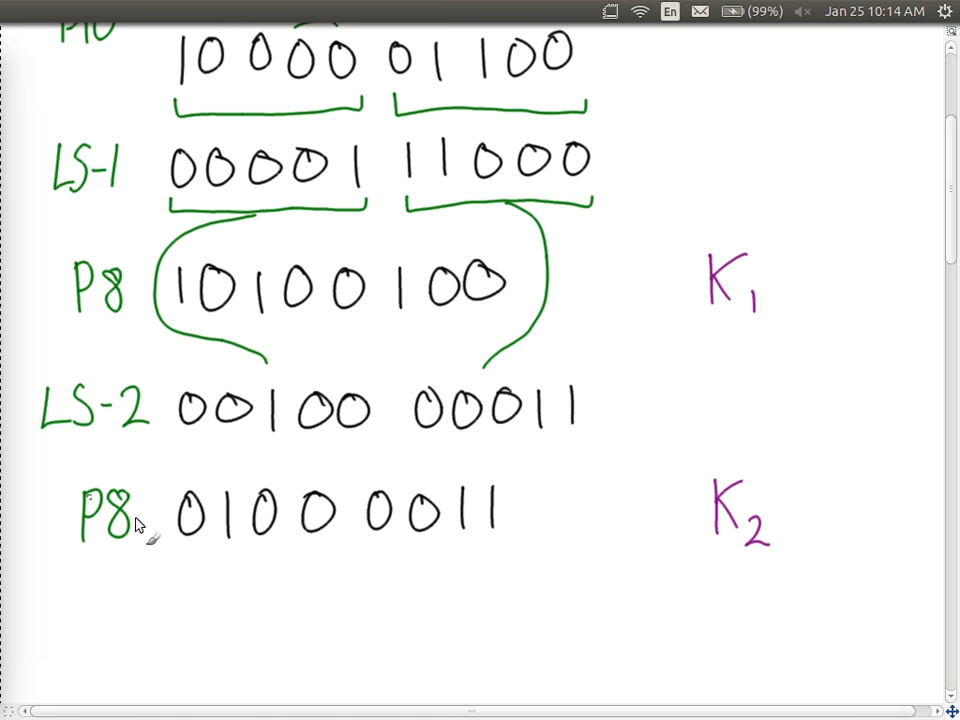 En (99%) Jan 25 10:14 AM
P10
10000 01100
LS-1 00001 11000
P8 10100100 K1
LS-2 00100 00011
P8 01000011 K2